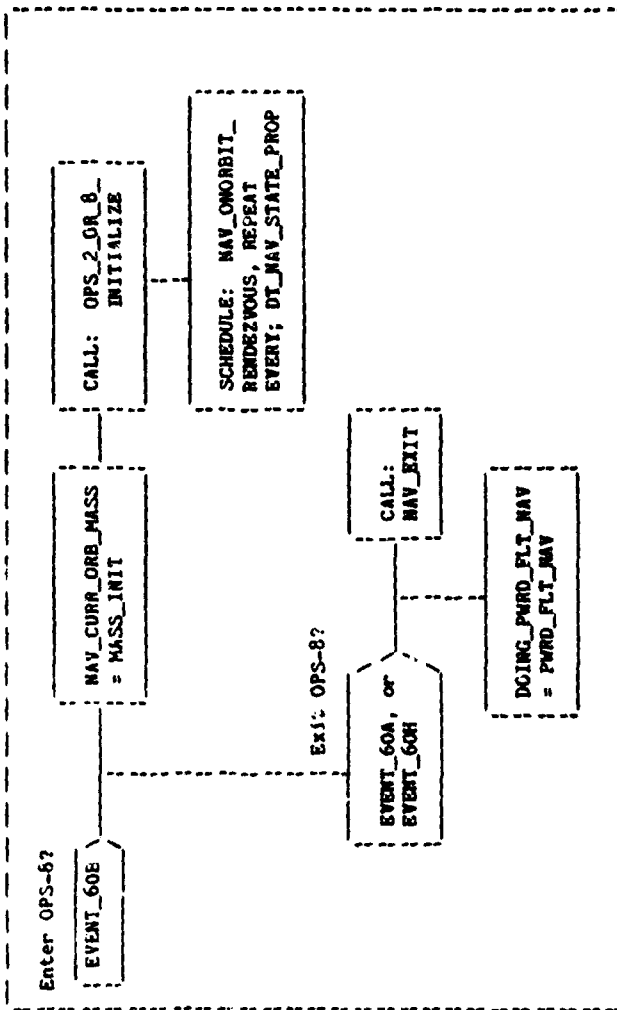 Enter OPS-8?
EVENT_60B
NAV_CURR_ORB_MASS
= MASS_INIT
CALL: OPS_2_OR_8_
INITIALIZE
SCHEDULE: NAV_ONORBIT_
RENDEZVOUS, REPEAT
EVERY; DT_NAV_STATE_PROP
Exit OPS-8?
EVENT_60A, or
EVENT_60H
CALL:
NAV_EXIT
DOING_PWRD_FLT_NAV
= PWRD_FLT_NAV